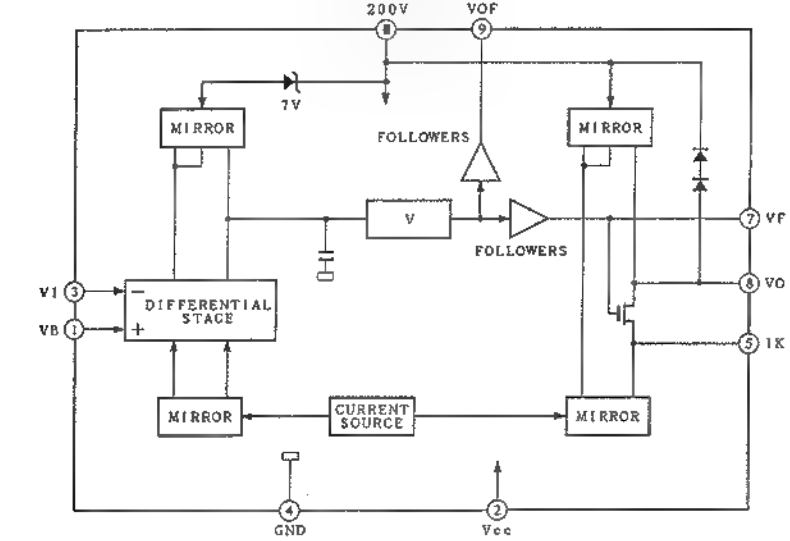 200V
VOF
9
7V
MIRROR
FOLLOWERS
MIRROR
V
7
VF
FOLLOWERS
VI
3
−
DIFFERENTIAL
STAGE
8
VO
VB
1
+
5
IK
MIRROR
CURRENT
SOURCE
MIRROR
4
GND
2
Vcc